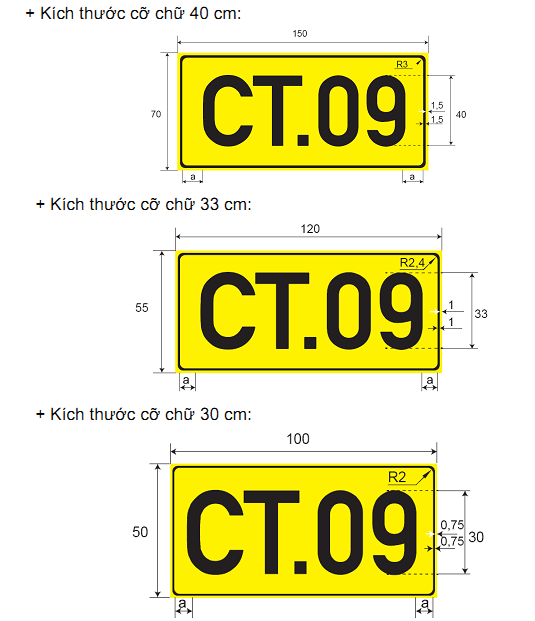 + Kích thước cỡ chữ 40 cm:
150
R3
CT.09
70
1,5
1,5
40
a
a
+ Kích thước cỡ chữ 33 cm:
120
R2,4
CT.09
55
1
1
33
a
a
+ Kích thước cỡ chữ 30 cm:
100
R2
CT.09
50
0,75
0,75
30
a
a